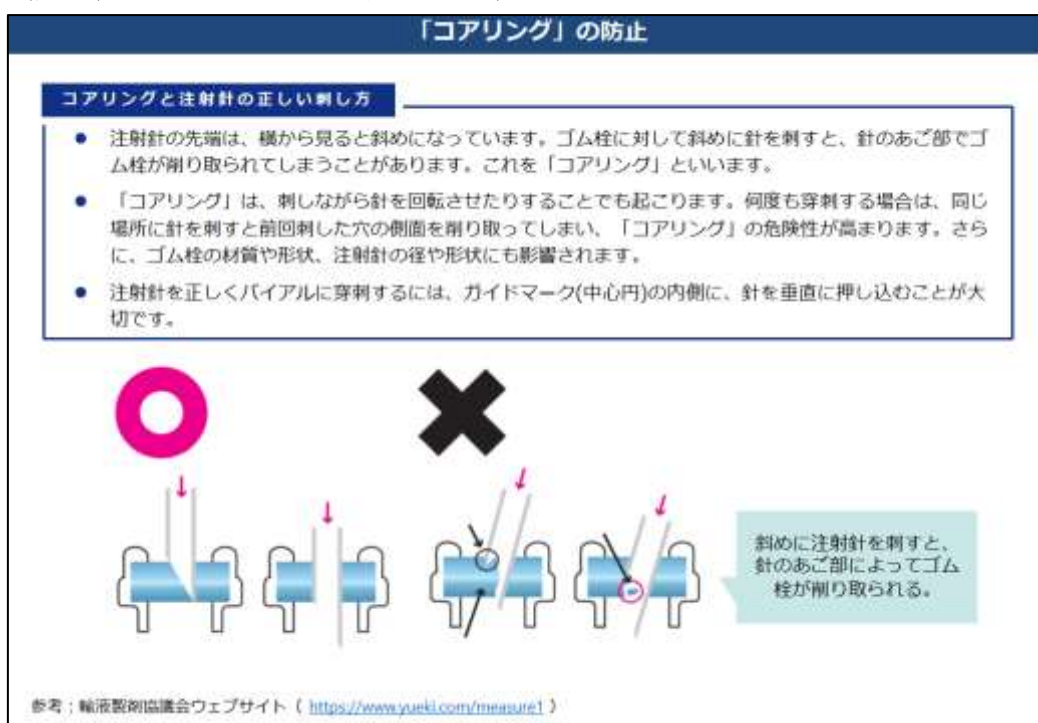 「コアリング」の防止
コアリングと注射針の正しい刺し方
● 注射針の先端は、横から見ると斜めになっています。ゴム栓に対して斜めに針を刺すと、針のあご部でゴ
ム栓が削り取られてしまうことがあります。これを「コアリング」といいます。
● 「コアリング」は、刺しながら針を回転させたりすることでも起こります。何度も穿刺する場合は、同じ
場所に針を刺すと前回刺した穴の側面を削り取ってしまい、「コアリング」の危険性が高まります。さら
に、ゴム栓の材質や形状、注射針の径や形状にも影響されます。
● 注射針を正しくバイアルに穿刺するには、ガイドマーク(中心円)の内側に、針を垂直に押し込むことが大
切です。
斜めに注射針を刺すと、
針のあご部によってゴム
栓が削り取られる。
参考；輸液製剤協議会ウェブサイト（ https://www.yueki.com/measure1 ）